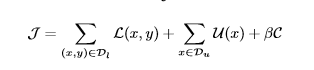 𝒥 = ∑_{(x,y)∈𝒟_l} ℒ(x, y) + ∑_{x∈𝒟_u} 𝒰(x) + β𝒞